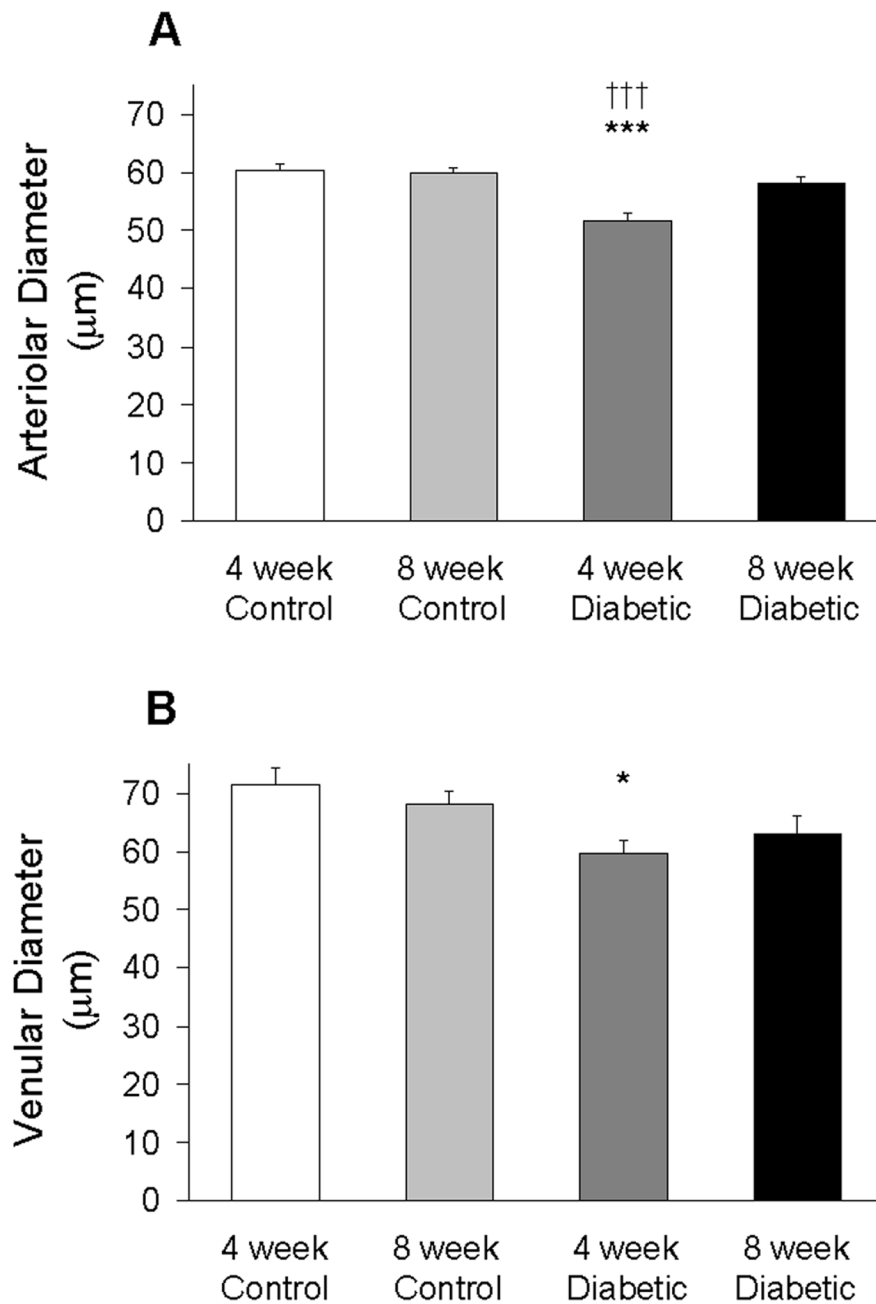 A
Arteriolar Diameter
(μm)
70
60
50
40
30
20
10
0
†††
***
4 week
Control
8 week
Control
4 week
Diabetic
8 week
Diabetic
B
Venular Diameter
(μm)
70
60
50
40
30
20
10
0
*
4 week
Control
8 week
Control
4 week
Diabetic
8 week
Diabetic